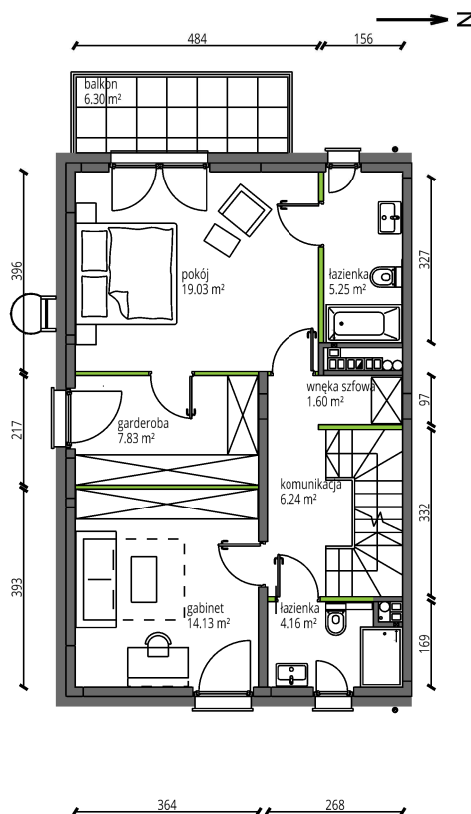 N
484
156
balkon
6.30 m²
396
327
pokój
19.03 m²
łazienka
5.25 m²
wnęka szfowa
1.60 m²
97
217
garderoba
7.83 m²
komunikacja
6.24 m²
332
393
gabinet
14.13 m²
łazienka
4,16 m²
169
364
268